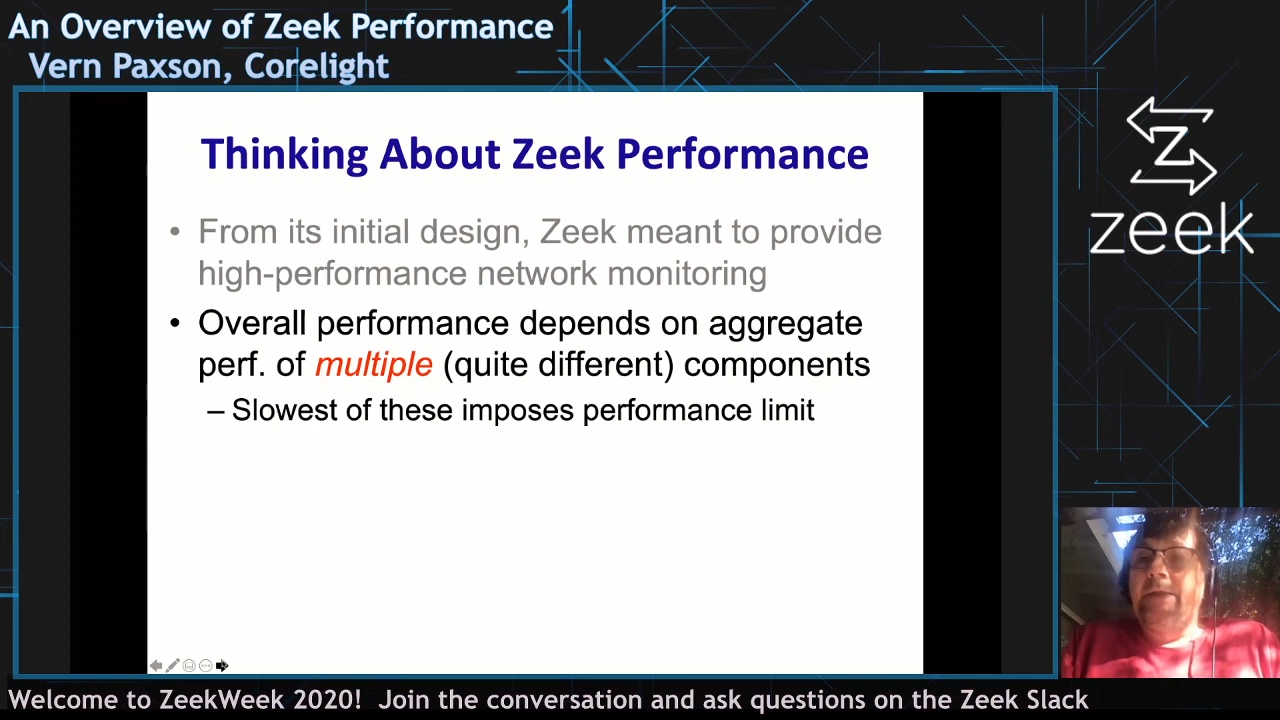 An Overview of Zeek Performance
Vern Paxson, Corelight
Thinking About Zeek Performance
• From its initial design, Zeek meant to provide
high-performance network monitoring
• Overall performance depends on aggregate
perf. of multiple (quite different) components
– Slowest of these imposes performance limit
Z
zeek
Welcome to ZeekWeek 2020! Join the conversation and ask questions on the Zeek Slack